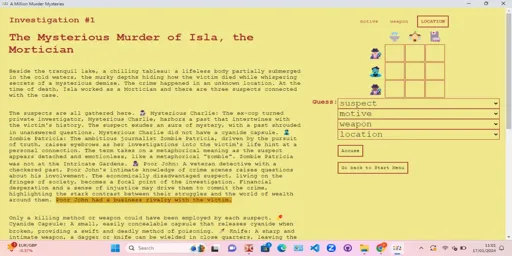 A Million Murder Mysteries
Investigation #1
motive weapon LOCATION
The Mysterious Murder of Isla, the
Mortician
Beside the tranquil lake, a chilling tableau: a lifeless body partially submerged
in the cold waters, the murky depths hiding how the victim died while whispering
secrets of a mysterious demise. The crime happened in an unknown location. At the
time of death, Isla worked as a Mortician and there are three suspects connected
with the case.
Guess:
suspect
motive
weapon
location
Accuse
Go back to Start Menu
The suspects are all gathered here. Mysterious Charlie: The ex-cop turned
private investigator, Mysterious Charlie, harbors a past that intertwines with
the victim's history. The suspect exudes an aura of mystery, with a past shrouded
in unanswered questions. Mysterious Charlie did not have a cyanide capsule.
Zombie Patricia: The ambitious journalist Zombie Patricia, driven by the pursuit
of truth, raises eyebrows as her investigations into the victim's life hint at a
personal connection. The term takes on a metaphorical meaning as the suspect
appears detached and emotionless, like a metaphorical "zombie". Zombie Patricia
was not at the Intricate Gardens. Poor John: A veteran detective with a
checkered past, Poor John's intimate knowledge of crime scenes raises questions
about his involvement. The economically disadvantaged suspect, living on the
fringes of society, becomes a focal point of the investigation. Financial
desperation and a sense of injustice may drive them to commit the crime,
highlighting the stark contrast between their struggles and the world of wealth
around them. Poor John had a business rivalry with the victim.
Only a killing method or weapon could have been employed by each suspect.
Cyanide Capsule: A small, easily concealable capsule that releases cyanide when
broken, providing a swift and deadly method of poisoning. Knife: A sharp and
intimate weapon, a dagger or knife can be wielded in close quarters, leaving the
EUR/GBP
Search
11:01
17/01/2024